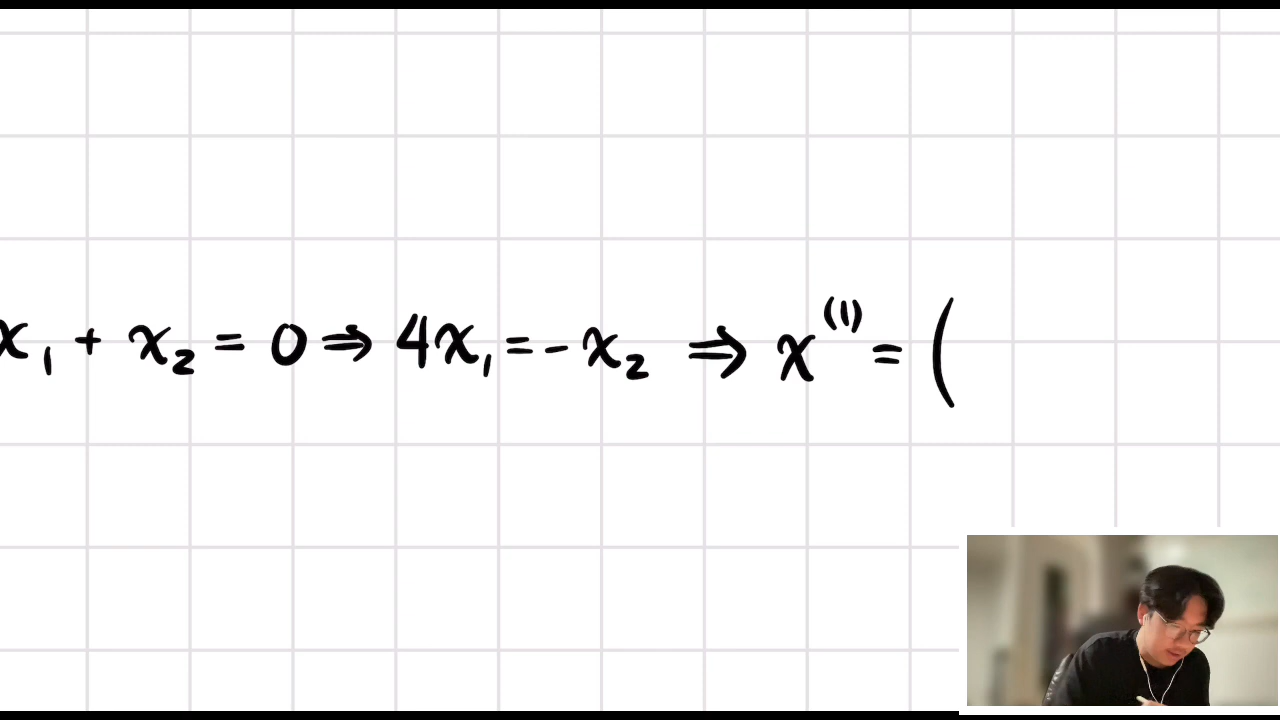 x₁ + x₂ = 0 ⇒ 4x₁ = -x₂ ⇒ x⁽¹⁾ = (